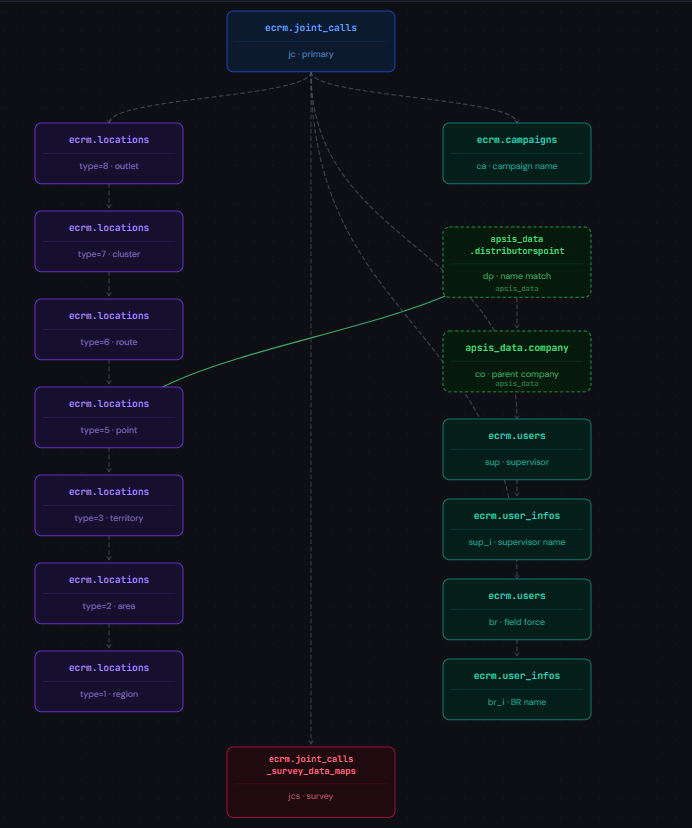 ecrm.joint_calls
jc · primary
ecrm.locations
type=8 · outlet
ecrm.locations
type=7 · cluster
ecrm.locations
type=6 · route
ecrm.locations
type=5 · point
ecrm.locations
type=3 · territory
ecrm.locations
type=2 · area
ecrm.locations
type=1 · region
ecrm.campaigns
ca · campaign name
apsis_data
.distributorspoint
dp · name match
apsis_data
apsis_data.company
co · parent company
apsis_data
ecrm.users
sup · supervisor
ecrm.user_infos
sup_i · supervisor name
ecrm.users
br · field force
ecrm.user_infos
br_i · BR name
ecrm.joint_calls
_survey_data_maps
jcs · survey